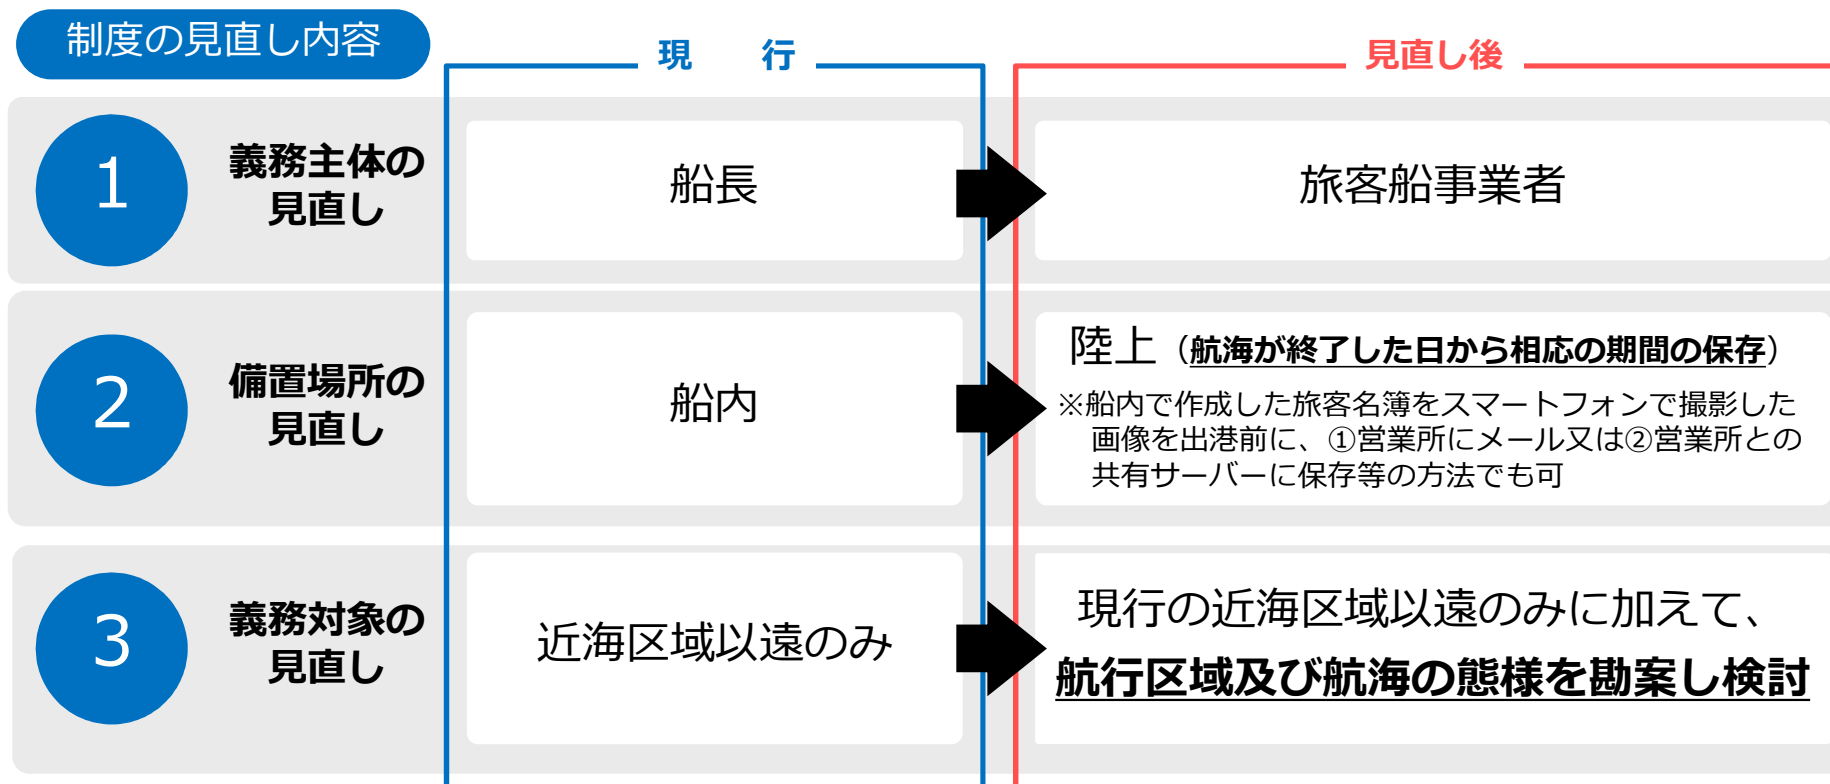 制度の見直し内容
現 行
見直し後
1
義務主体の
見直し
船長
旅客船事業者
2
備置場所の
見直し
船内
陸上（航海が終了した日から相応の期間の保存）
※船内で作成した旅客名簿をスマートフォンで撮影した
画像を出港前に、①営業所にメール又は②営業所との
共有サーバーに保存等の方法でも可
3
義務対象の
見直し
近海区域以遠のみ
現行の近海区域以遠のみに加えて、
航行区域及び航海の態様を勘案し検討